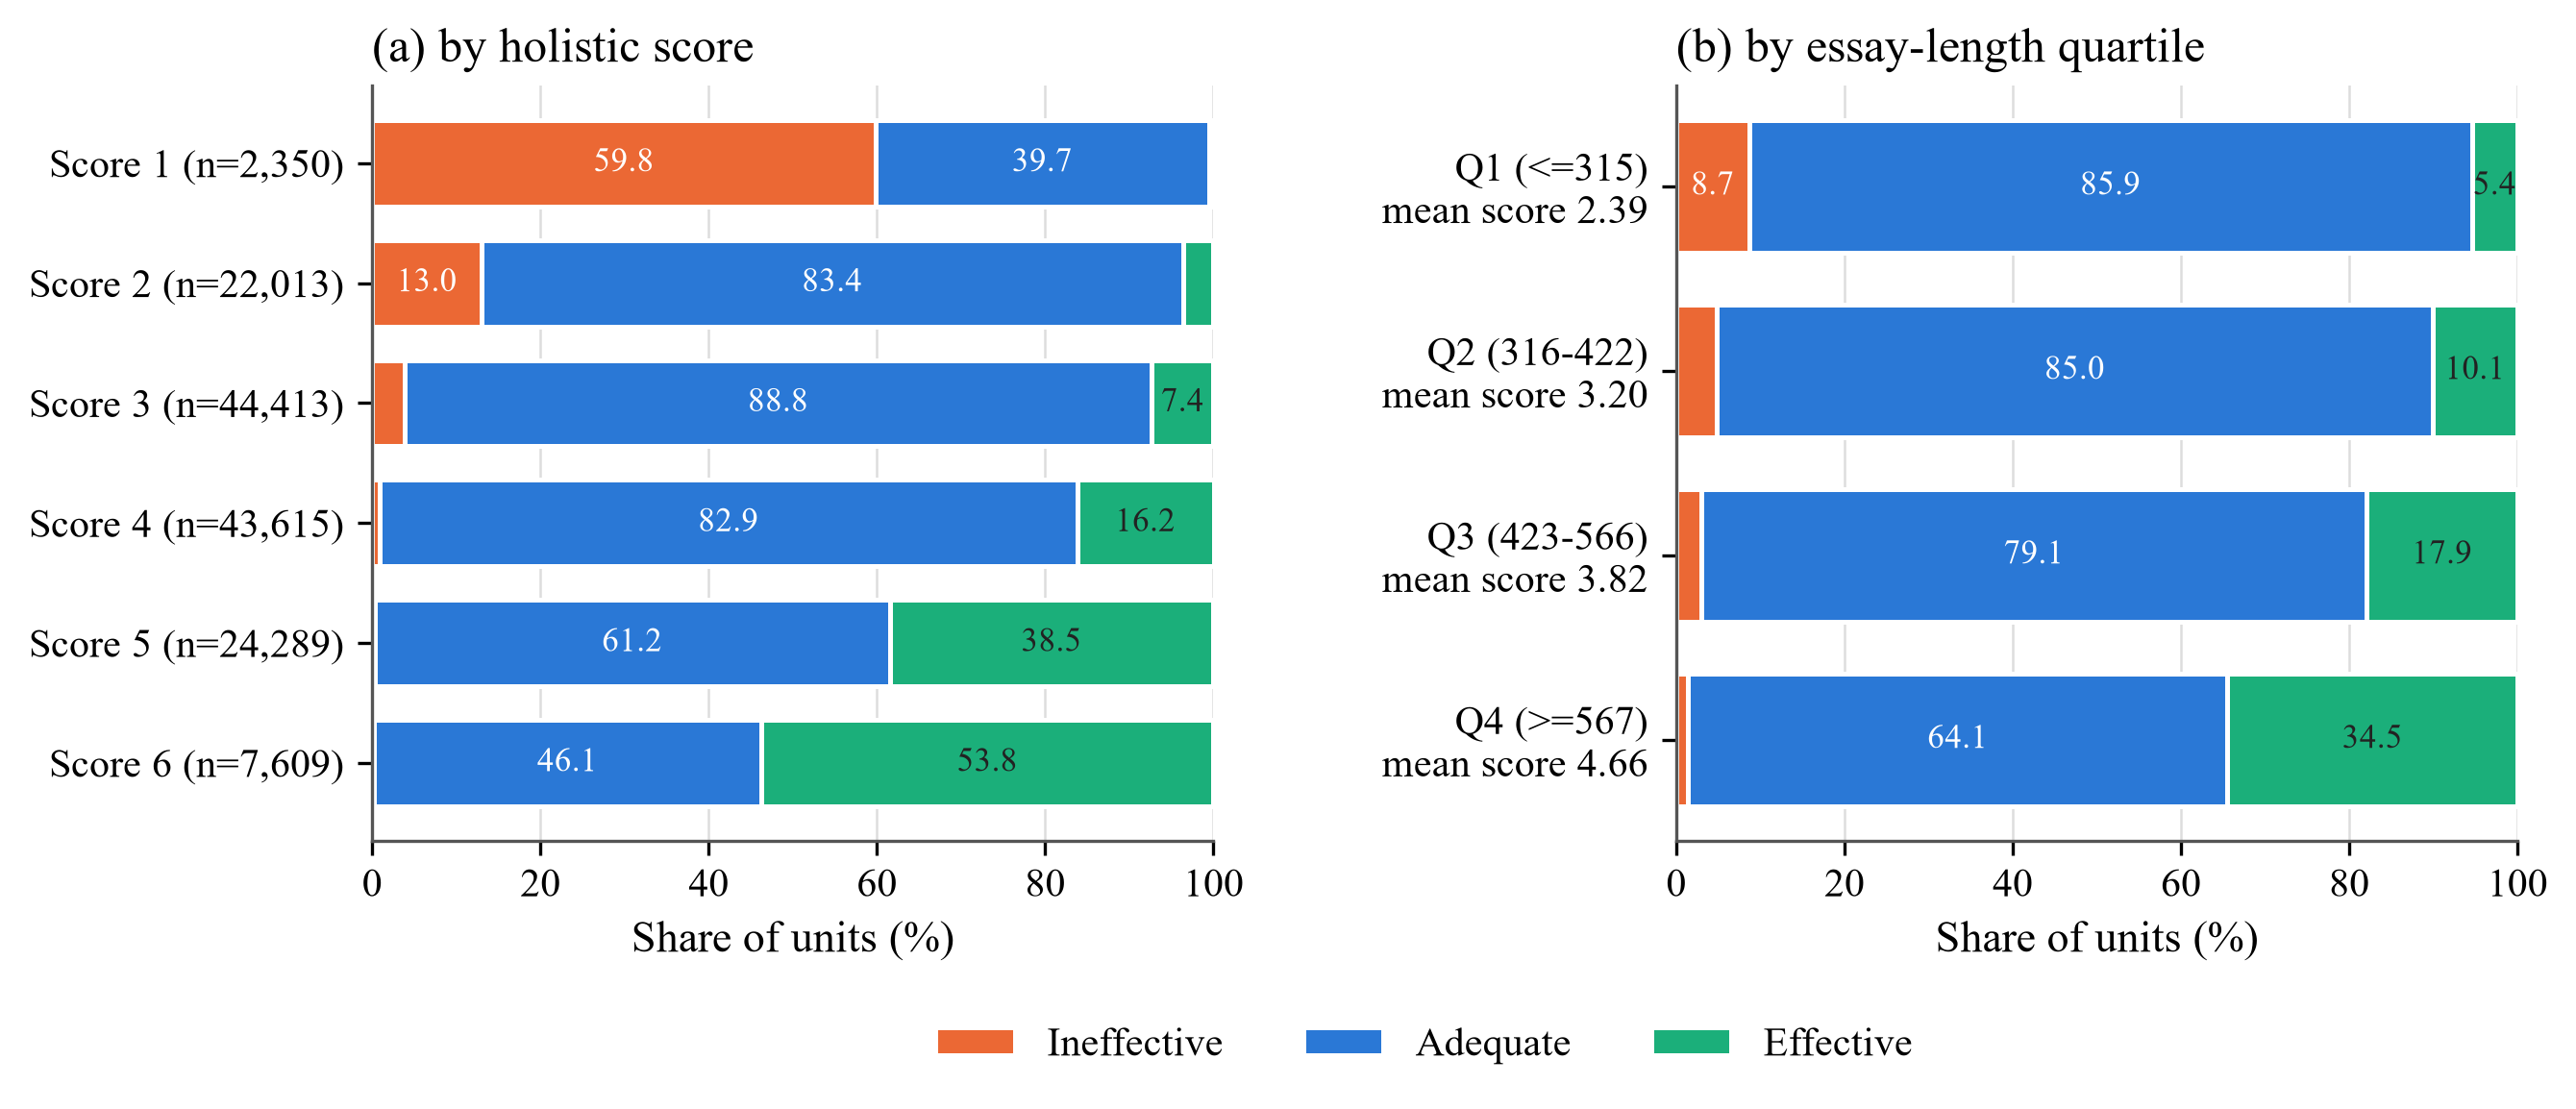 (a) by holistic score
Score 1 (n=2,350)
59.8
39.7
Score 2 (n=22,013)
13.0
83.4
Score 3 (n=44,413)
88.8
7.4
Score 4 (n=43,615)
82.9
16.2
Score 5 (n=24,289)
61.2
38.5
Score 6 (n=7,609)
46.1
53.8
0 20 40 60 80 100
Share of units (%)
(b) by essay-length quartile
Q1 (<=315)
mean score 2.39
8.7
85.9
5.4
Q2 (316-422)
mean score 3.20
85.0
10.1
Q3 (423-566)
mean score 3.82
79.1
17.9
Q4 (>=567)
mean score 4.66
64.1
34.5
0 20 40 60 80 100
Share of units (%)
Ineffective Adequate Effective